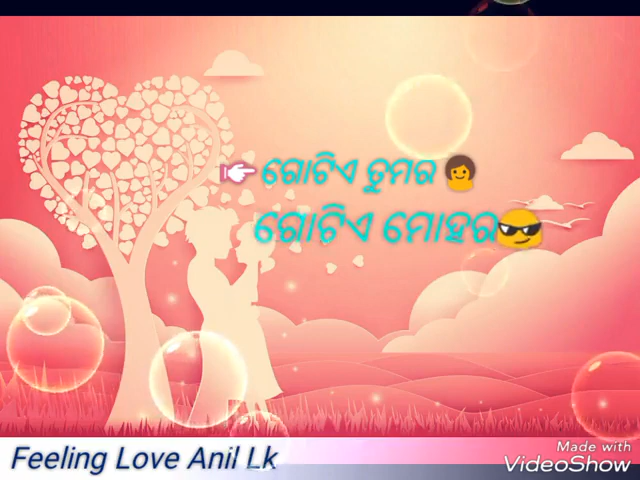 👉 ଗୋଟିଏ ତୁମର 👩
ଗୋଟିଏ ମୋହର 😎
Feeling Love Anil Lk
Made with
VideoShow